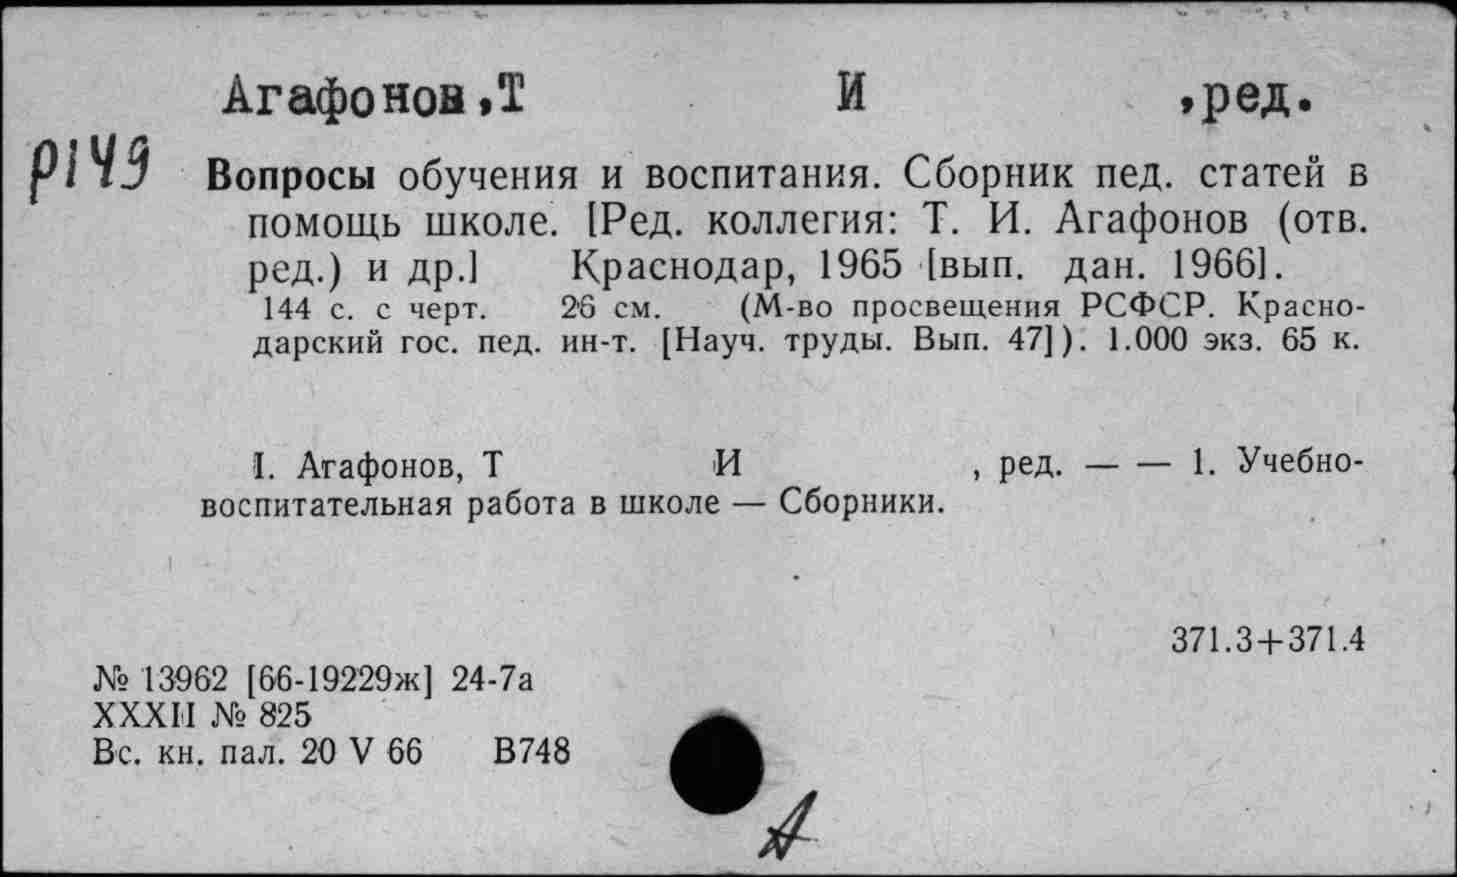 Агафонов,Т И ,ред.
р149
Вопросы обучения и воспитания. Сборник пед. статей в
помощь школе. [Ред. коллегия: Т. И. Агафонов (отв.
ред.) и др.] Краснодар, 1965 [вып. дан. 1966].
144 с. с черт. 26 см. (М-во просвещения РСФСР. Красно-
дарский гос. пед. ин-т. [Науч. труды. Вып. 47]). 1.000 экз. 65 к.
I. Агафонов, Т И , ред. — — 1. Учебно-
воспитательная работа в школе — Сборники.
371.3+371.4
№ 13962 [66-19229ж] 24-7а
XXXII № 825
Вс. кн. пал. 20 V 66 В748
А